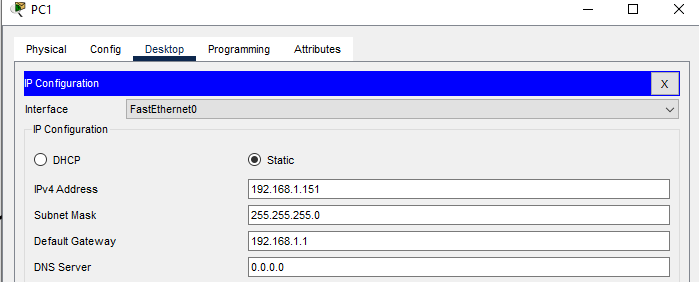 PC1
Physical Config Desktop Programming Attributes
IP Configuration X
Interface FastEthernet0
IP Configuration
DHCP Static
IPv4 Address 192.168.1.151
Subnet Mask 255.255.255.0
Default Gateway 192.168.1.1
DNS Server 0.0.0.0